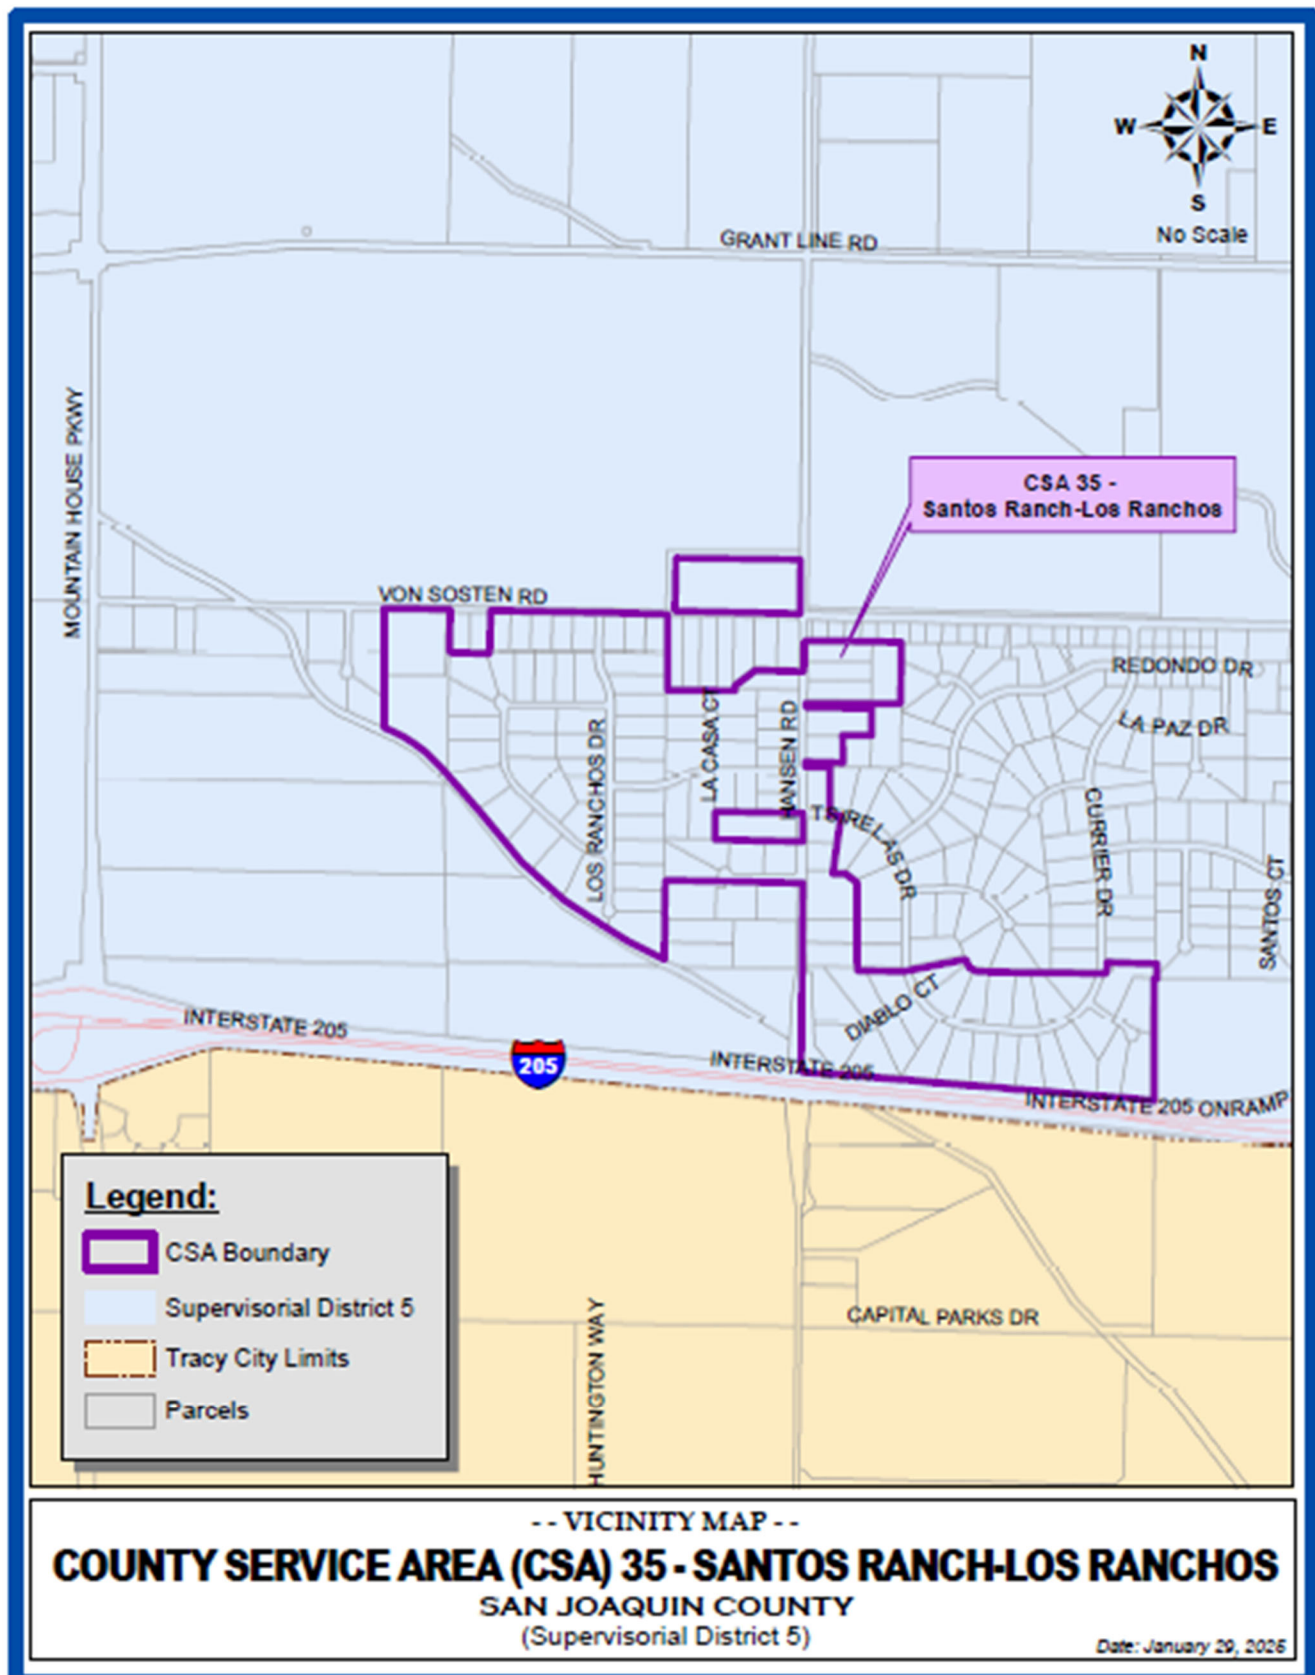 N
W
E
S
No Scale
GRANT LINE RD
MOUNTAIN HOUSE PKWY
CSA 35 -
Santos Ranch-Los Ranchos
VON SOSTEN RD
REDONDO DR
LA PAZ DR
LA CASA CT
HANSEN RD
LOS RANCHOS DR
DR
CURRIER DR
SANTOS CT
DIABLO CT
INTERSTATE 205
205
INTERSTATE 205
INTERSTATE 205 ONRAMP
Legend:
CSA Boundary
Supervisorial District 5
Tracy City Limits
Parcels
CAPITAL PARKS DR
HUNTINGTON WAY
- - VICINITY MAP - -
COUNTY SERVICE AREA (CSA) 35 - SANTOS RANCH-LOS RANCHOS
SAN JOAQUIN COUNTY
(Supervisorial District 5)
Date: January 29,